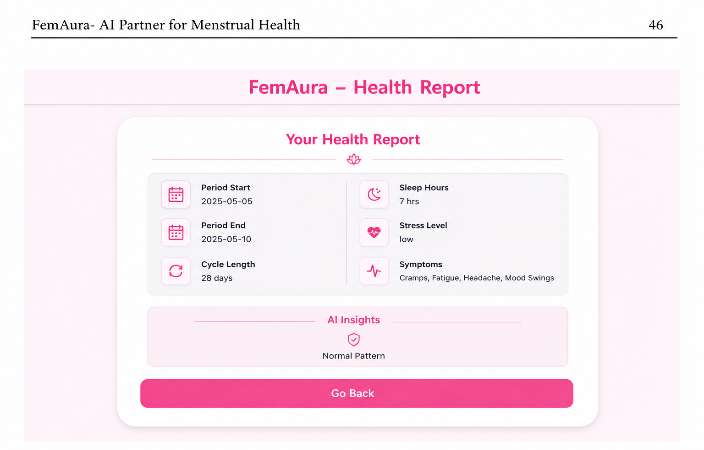 FemAura- AI Partner for Menstrual Health 46
FemAura – Health Report
Your Health Report
Period Start
2025-05-05
Period End
2025-05-10
Cycle Length
28 days
Sleep Hours
7 hrs
Stress Level
low
Symptoms
Cramps, Fatigue, Headache, Mood Swings
AI Insights
Normal Pattern
Go Back